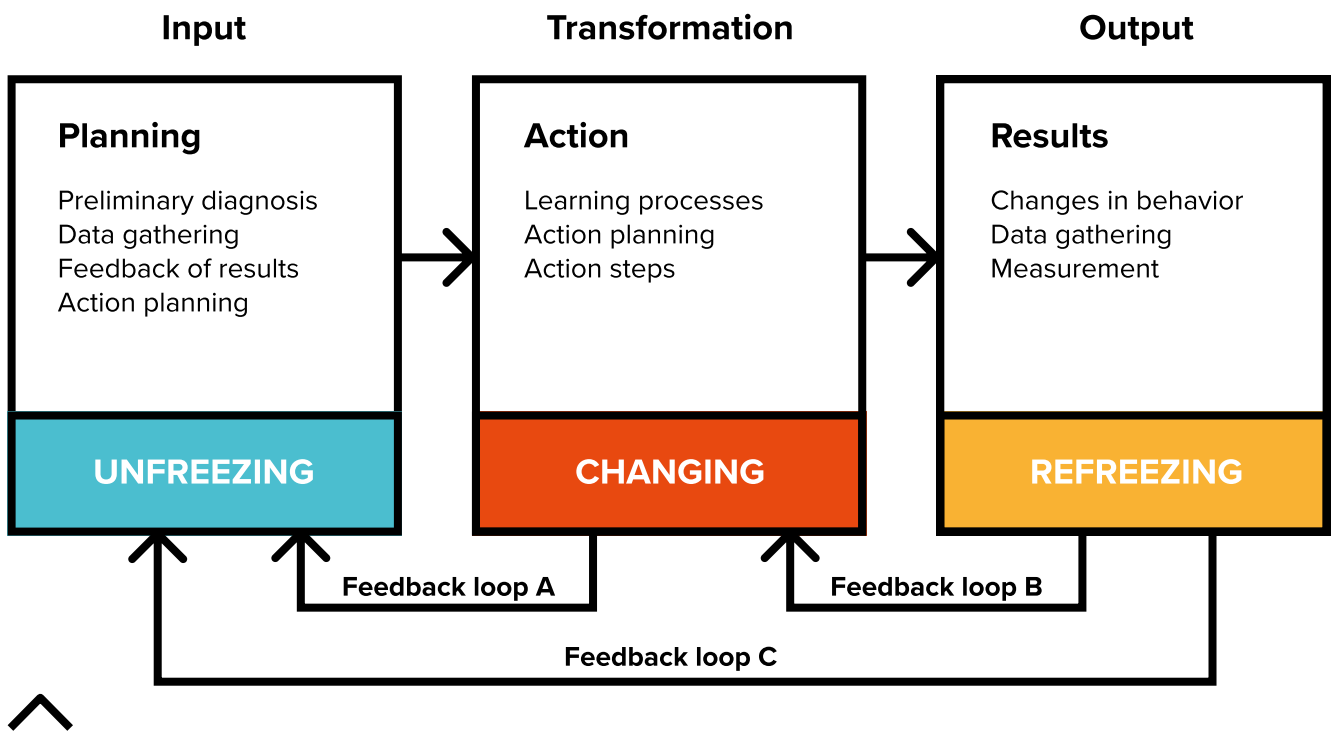 Input
Transformation
Output
Planning
Preliminary diagnosis
Data gathering
Feedback of results
Action planning
UNFREEZING
Action
Learning processes
Action planning
Action steps
CHANGING
Results
Changes in behavior
Data gathering
Measurement
REFREEZING
Feedback loop A
Feedback loop B
Feedback loop C